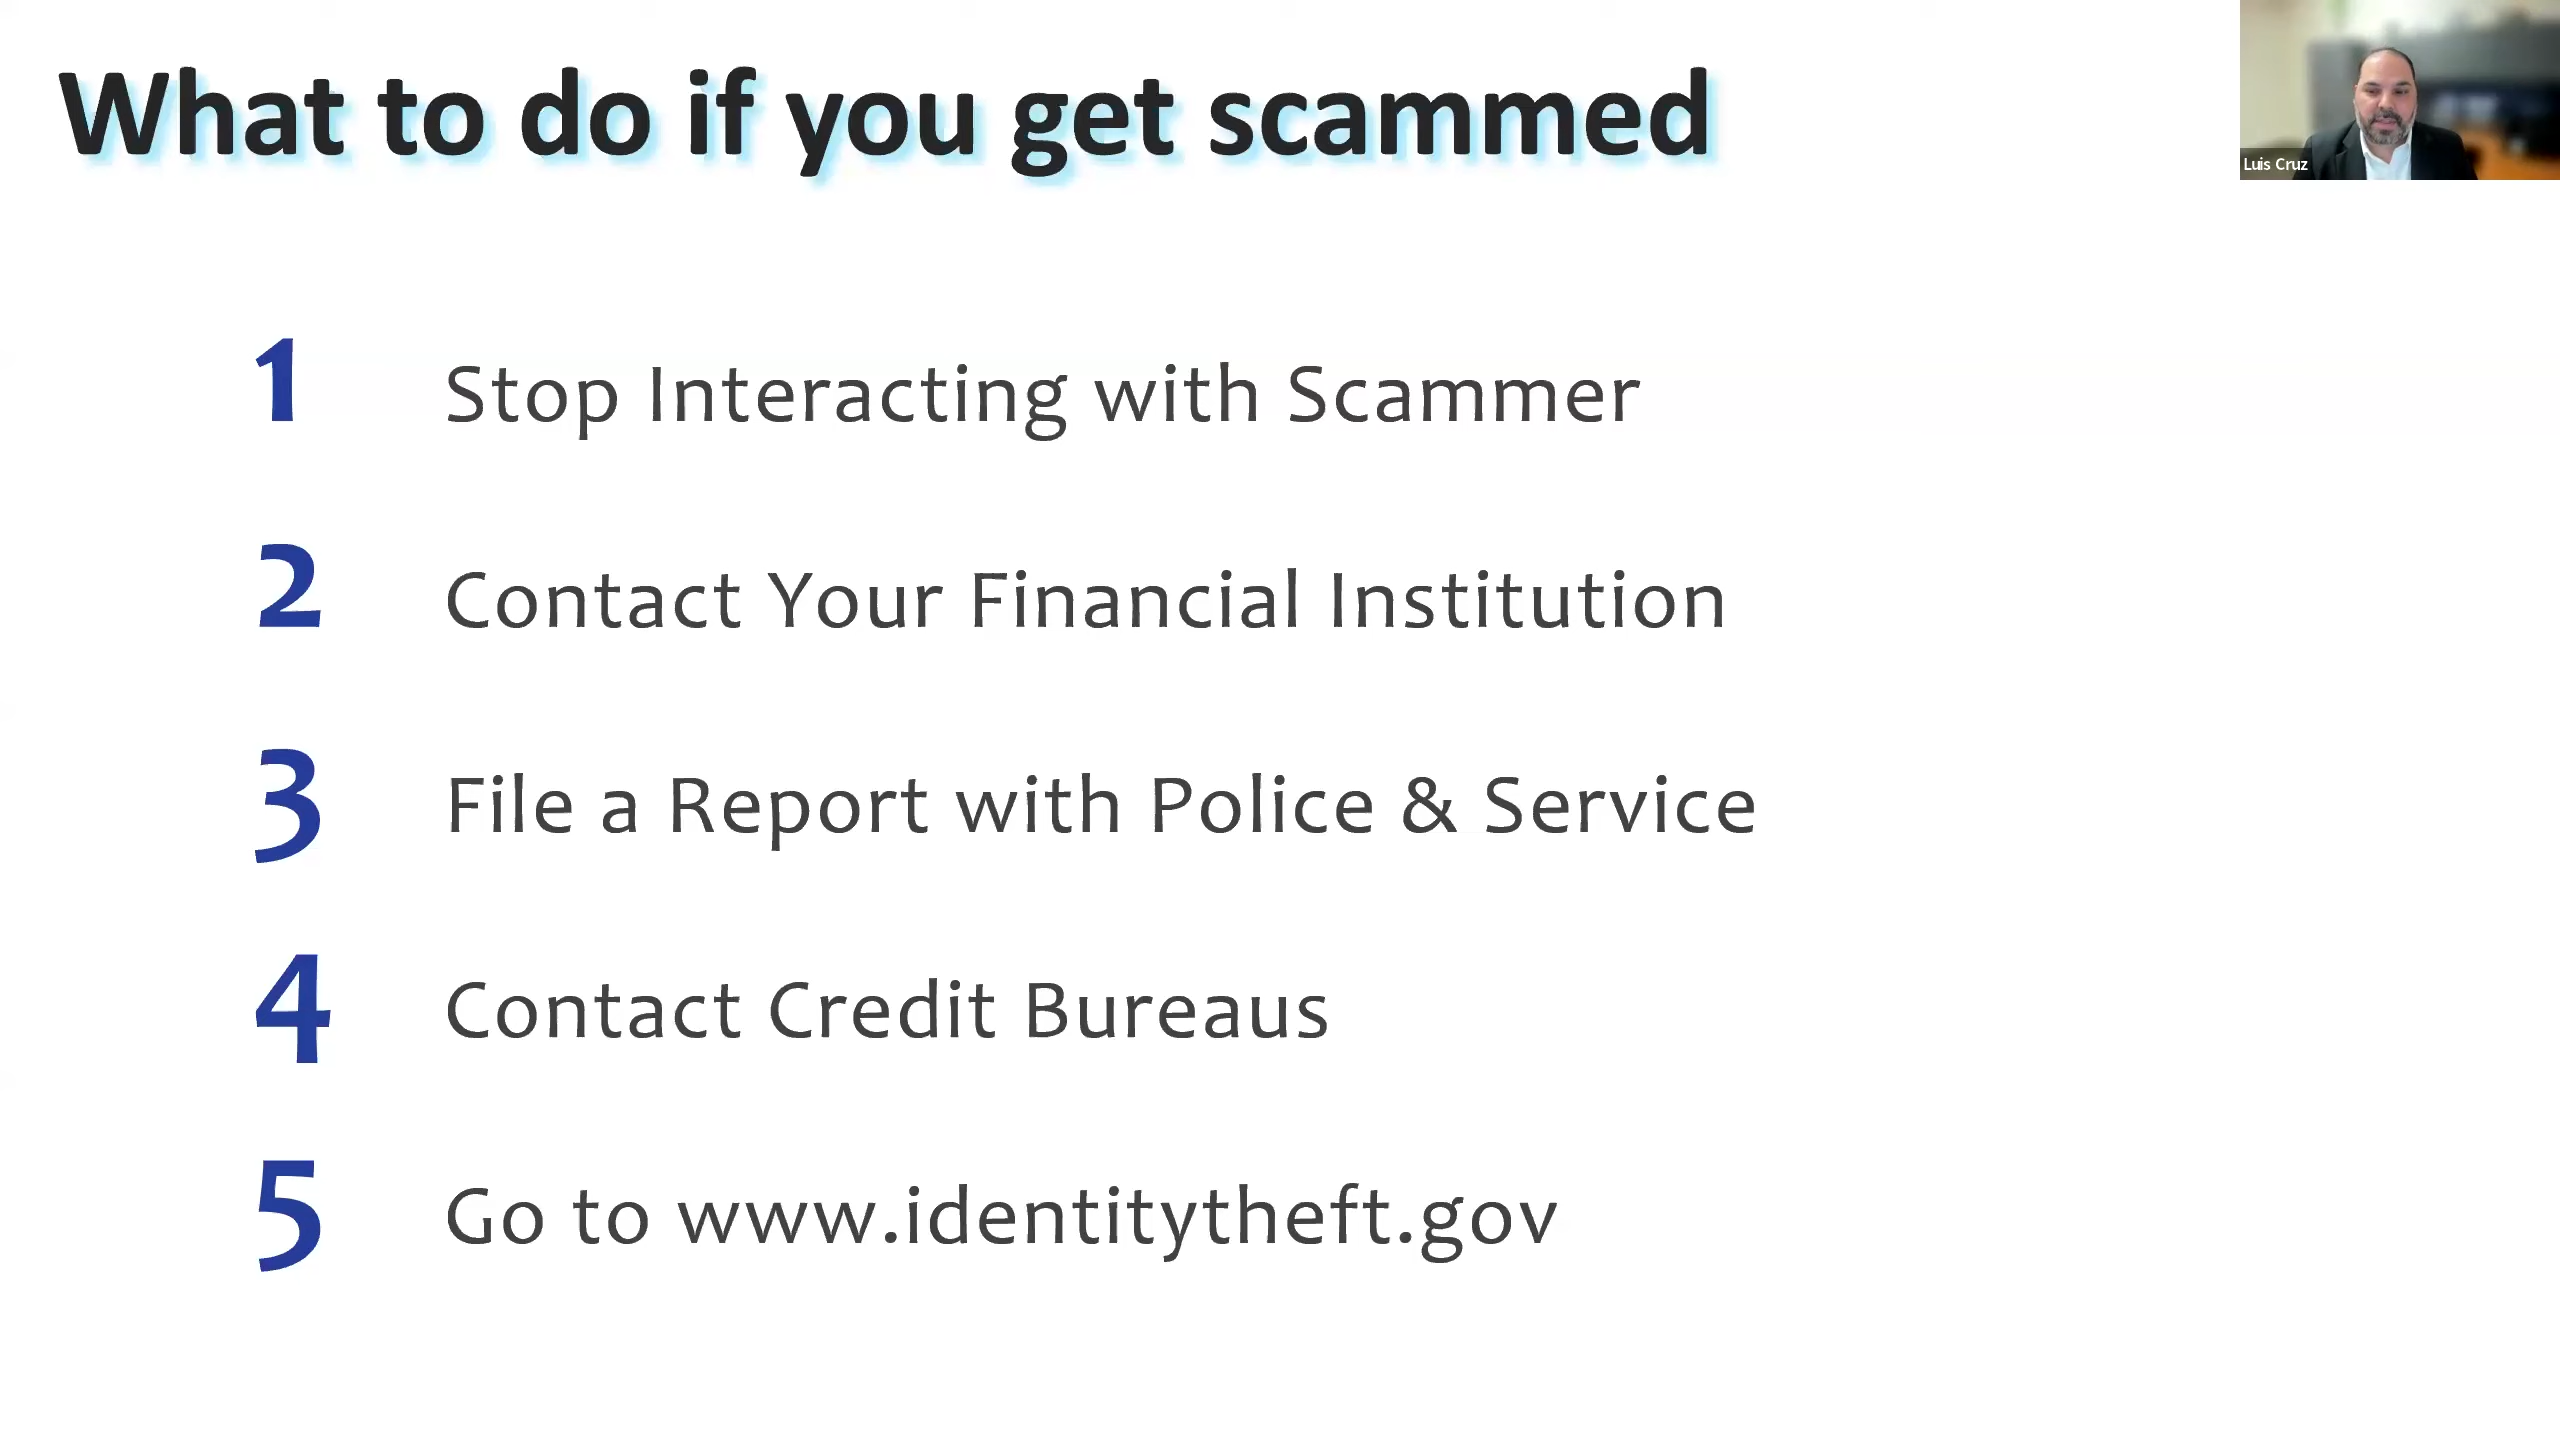 What to do if you get scammed
Luis Cruz
1 Stop Interacting with Scammer
2 Contact Your Financial Institution
3 File a Report with Police & Service
4 Contact Credit Bureaus
5 Go to www.identitytheft.gov